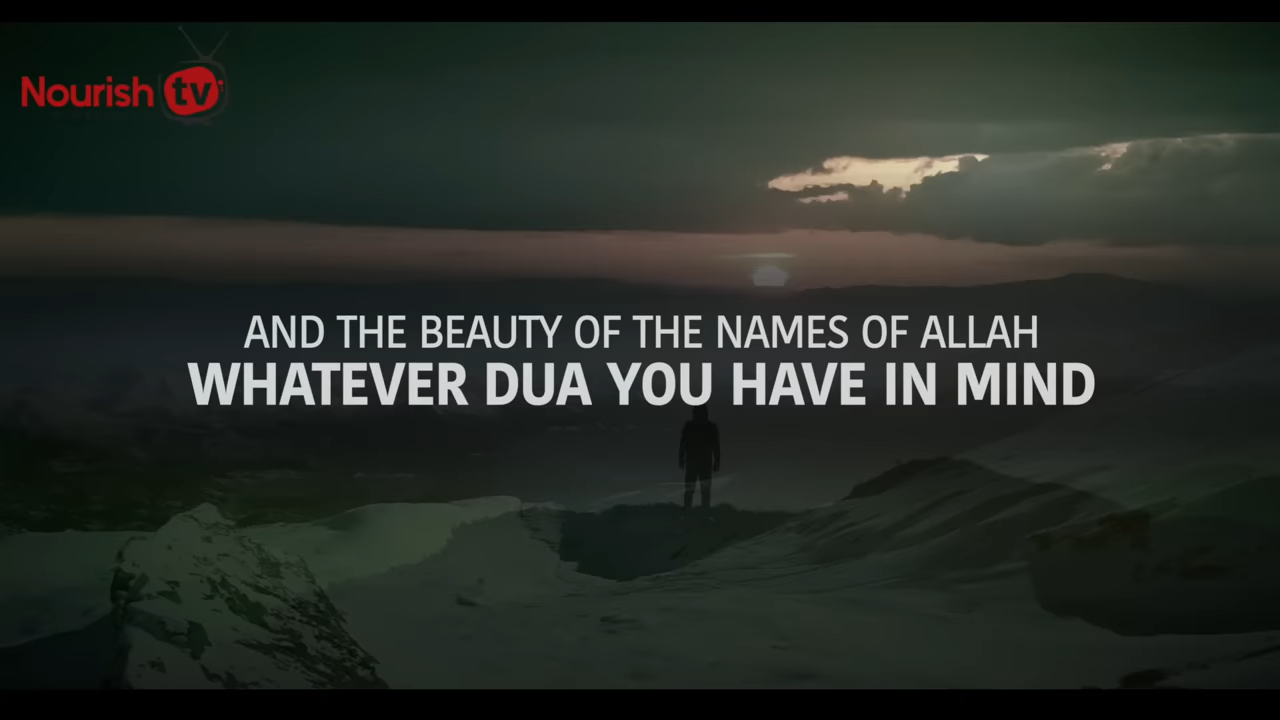 Nourish tv
AND THE BEAUTY OF THE NAMES OF ALLAH
WHATEVER DUA YOU HAVE IN MIND